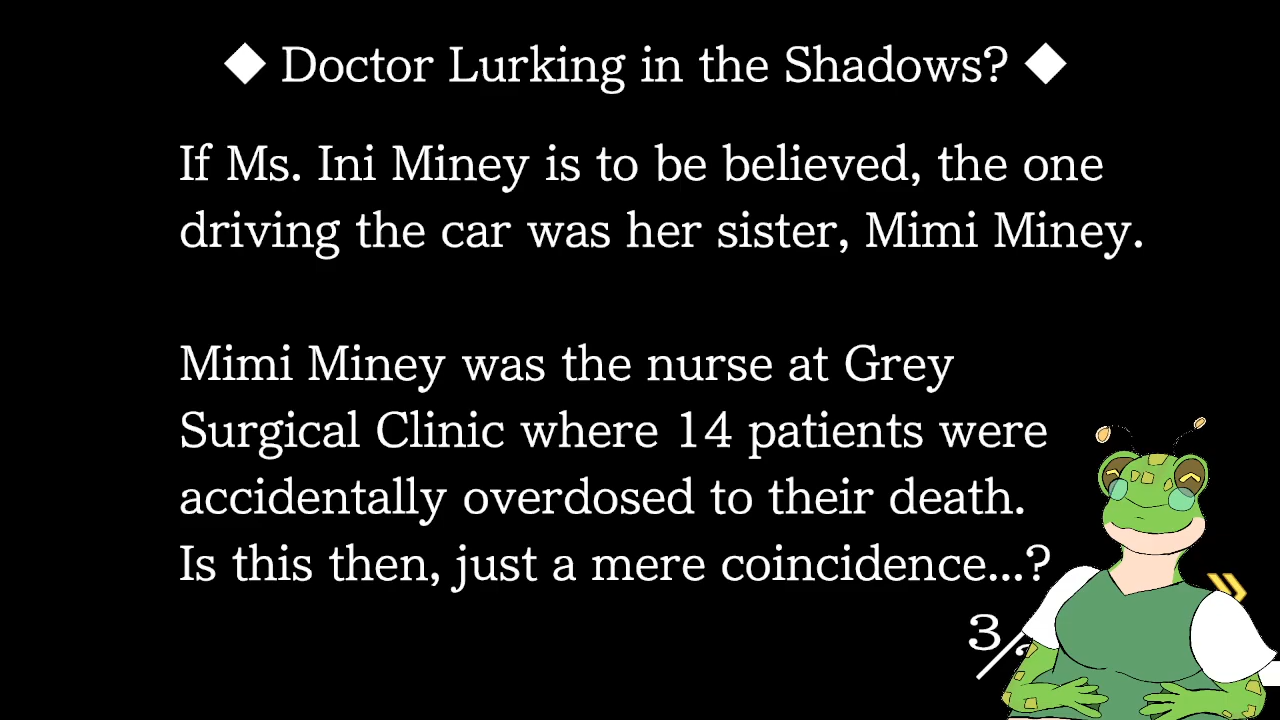 ◆ Doctor Lurking in the Shadows? ◆
If Ms. Ini Miney is to be believed, the one
driving the car was her sister, Mimi Miney.
Mimi Miney was the nurse at Grey
Surgical Clinic where 14 patients were
accidentally overdosed to their death.
Is this then, just a mere coincidence...?
3/